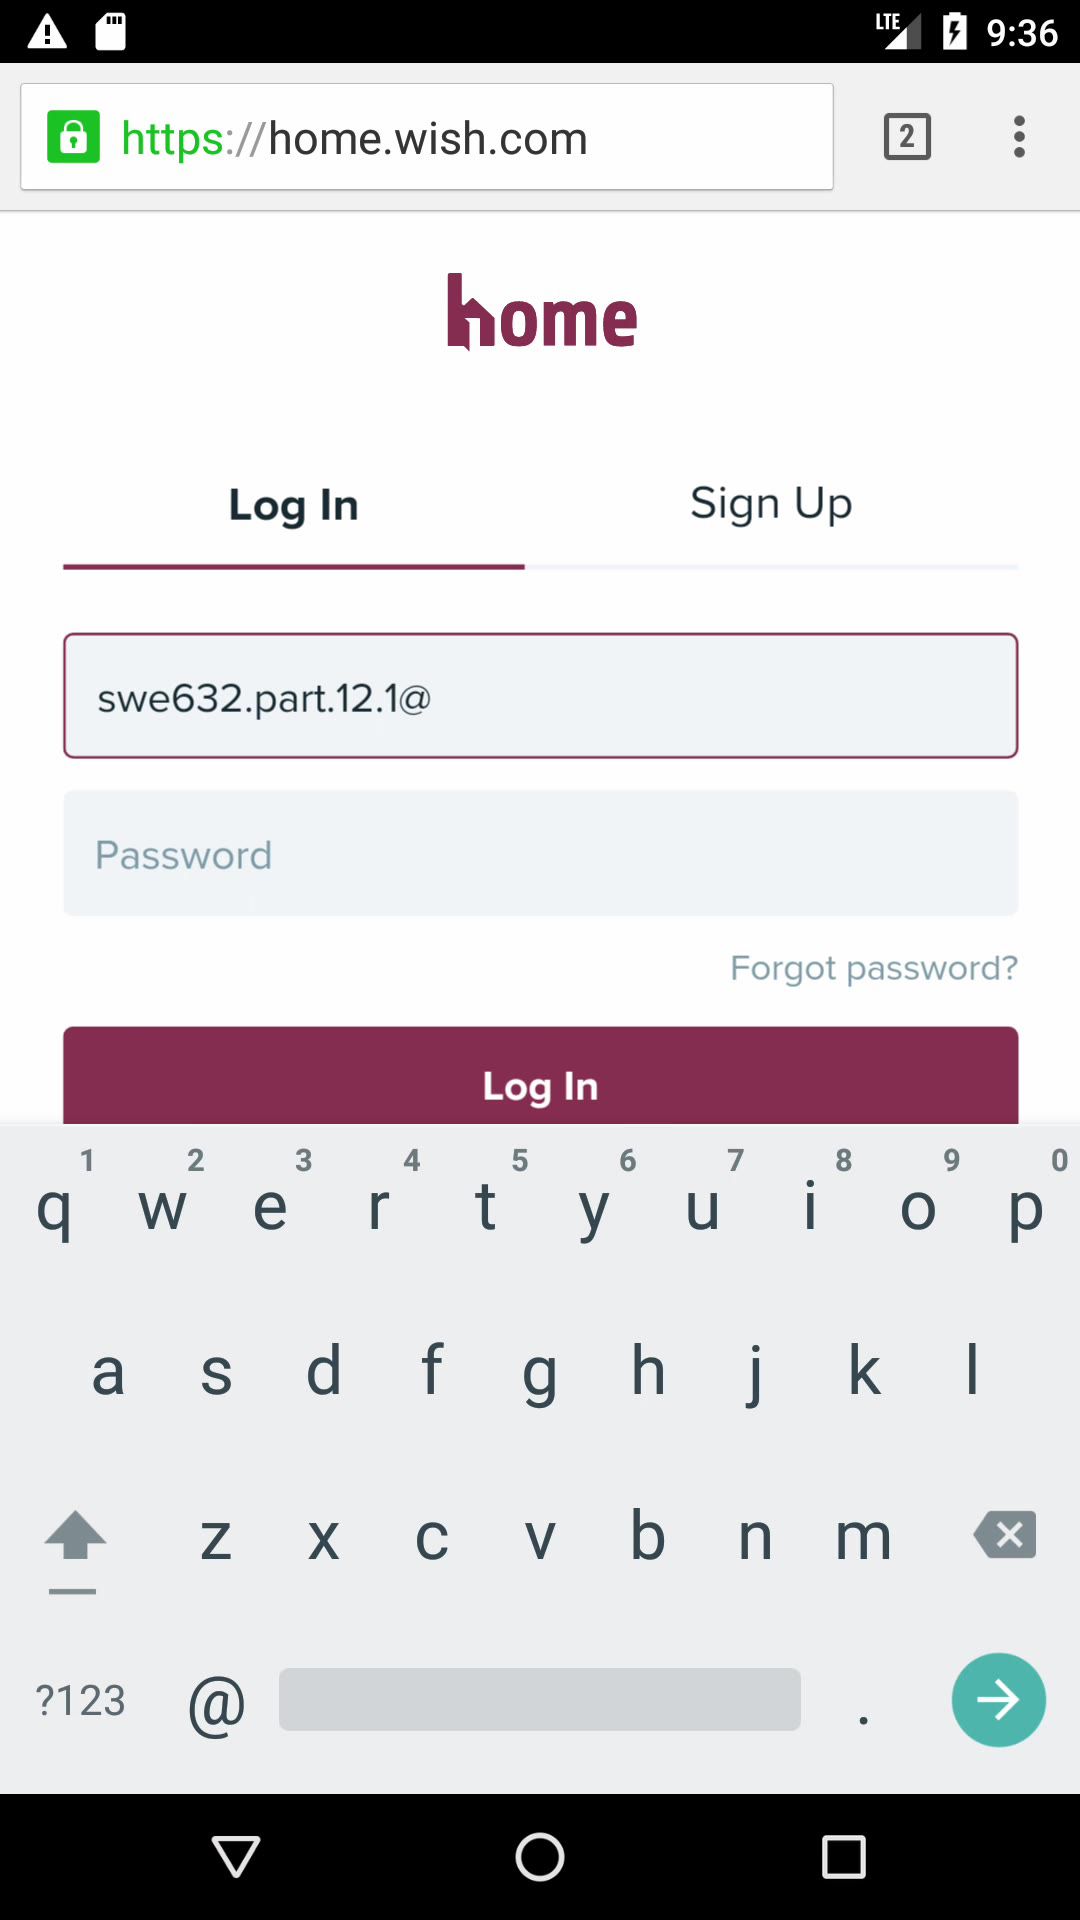 LTE 9:36
https://home.wish.com 2
home
Log In Sign Up
swe632.part.12.1@
Password
Forgot password?
Log In
1 2 3 4 5 6 7 8 9 0
q w e r t y u i o p
a s d f g h j k l
z x c v b n m
?123 @ .